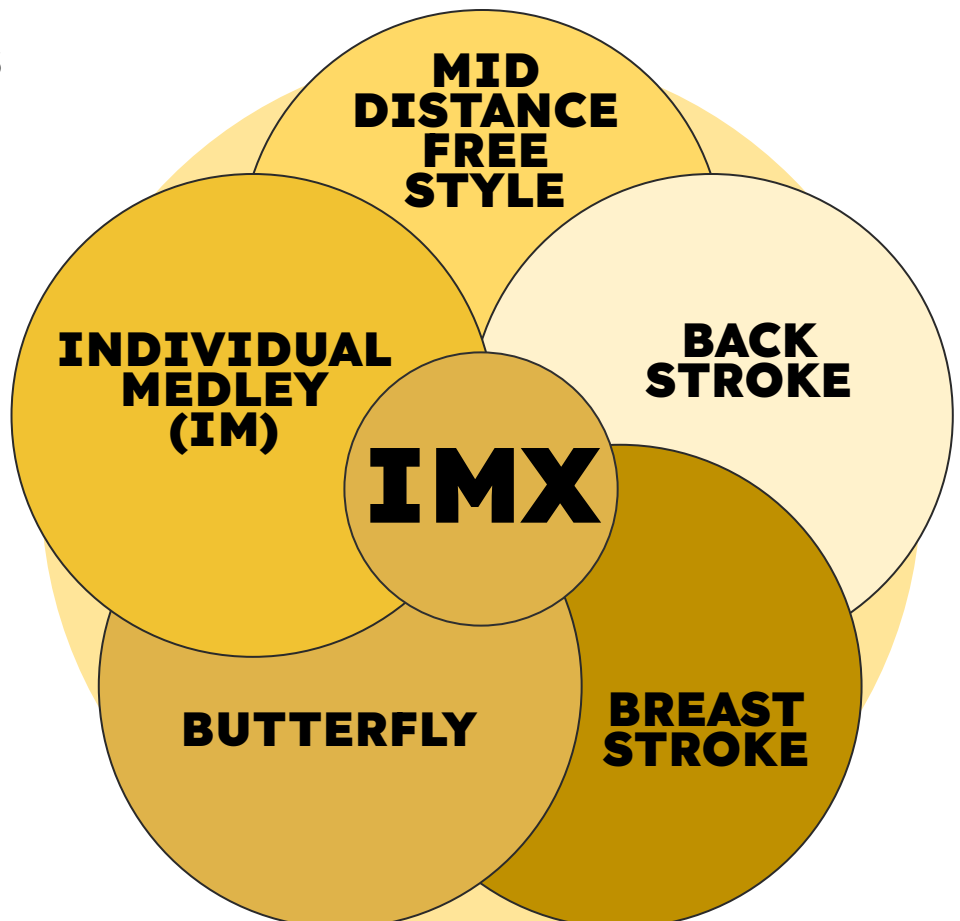 MID
DISTANCE
FREE
STYLE
BACK
STROKE
INDIVIDUAL
MEDLEY
(IM)
IMX
BREAST
STROKE
BUTTERFLY